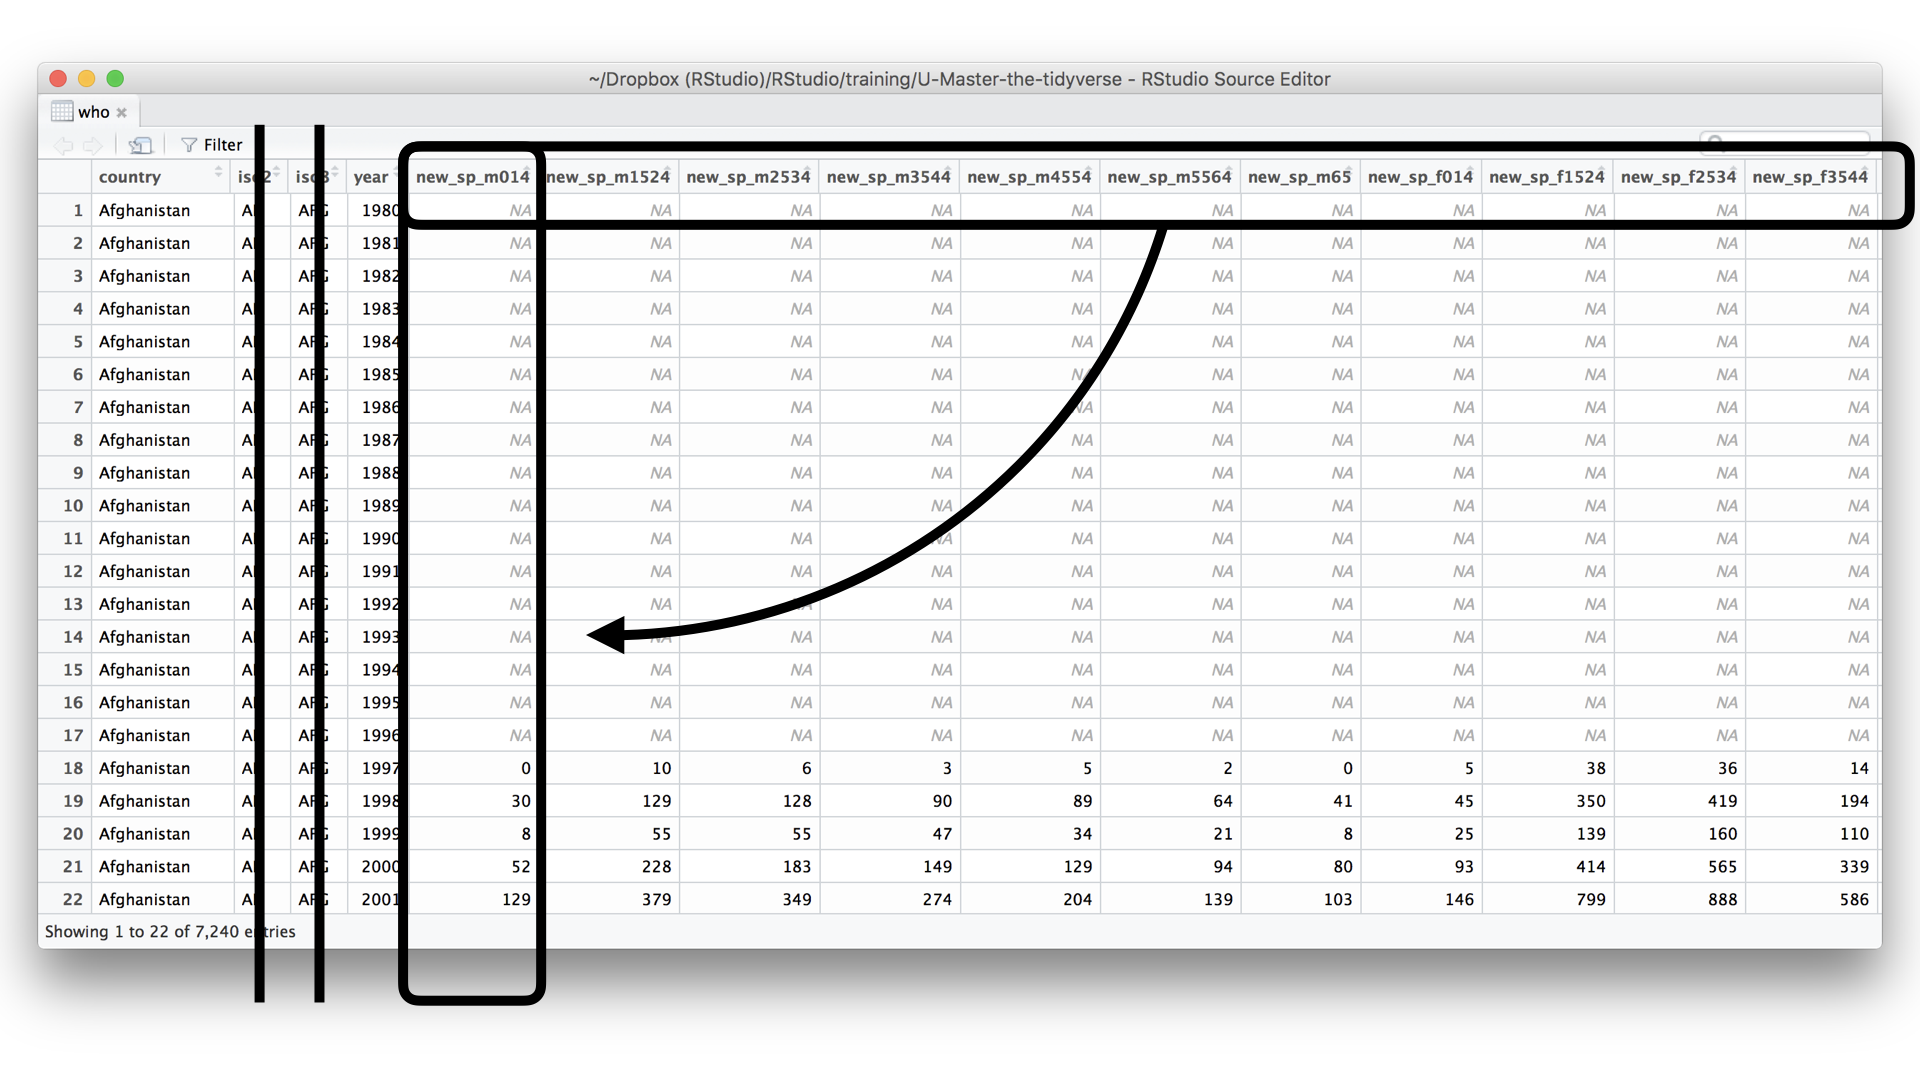 ~/Dropbox (RStudio)/RStudio/training/U-Master-the-tidyverse - RStudio Source Editor
who
Filter
country iso2 iso3 year new_sp_m014 new_sp_m1524 new_sp_m2534 new_sp_m3544 new_sp_m4554 new_sp_m5564 new_sp_m65 new_sp_f014 new_sp_f1524 new_sp_f2534 new_sp_f3544
1 Afghanistan AF AFG 1980 NA NA NA NA NA NA NA NA NA NA NA
2 Afghanistan AF AFG 1981 NA NA NA NA NA NA NA NA NA NA NA
3 Afghanistan AF AFG 1982 NA NA NA NA NA NA NA NA NA NA NA
4 Afghanistan AF AFG 1983 NA NA NA NA NA NA NA NA NA NA NA
5 Afghanistan AF AFG 1984 NA NA NA NA NA NA NA NA NA NA NA
6 Afghanistan AF AFG 1985 NA NA NA NA NA NA NA NA NA NA NA
7 Afghanistan AF AFG 1986 NA NA NA NA NA NA NA NA NA NA NA
8 Afghanistan AF AFG 1987 NA NA NA NA NA NA NA NA NA NA NA
9 Afghanistan AF AFG 1988 NA NA NA NA NA NA NA NA NA NA NA
10 Afghanistan AF AFG 1989 NA NA NA NA NA NA NA NA NA NA NA
11 Afghanistan AF AFG 1990 NA NA NA NA NA NA NA NA NA NA NA
12 Afghanistan AF AFG 1991 NA NA NA NA NA NA NA NA NA NA NA
13 Afghanistan AF AFG 1992 NA NA NA NA NA NA NA NA NA NA NA
14 Afghanistan AF AFG 1993 NA NA NA NA NA NA NA NA NA NA NA
15 Afghanistan AF AFG 1994 NA NA NA NA NA NA NA NA NA NA NA
16 Afghanistan AF AFG 1995 NA NA NA NA NA NA NA NA NA NA NA
17 Afghanistan AF AFG 1996 NA NA NA NA NA NA NA NA NA NA NA
18 Afghanistan AF AFG 1997 0 10 6 3 5 2 0 5 38 36 14
19 Afghanistan AF AFG 1998 30 129 128 90 89 64 41 45 350 419 194
20 Afghanistan AF AFG 1999 8 55 55 47 34 21 8 25 139 160 110
21 Afghanistan AF AFG 2000 52 228 183 149 129 94 80 93 414 565 339
22 Afghanistan AF AFG 2001 129 379 349 274 204 139 103 146 799 888 586
Showing 1 to 22 of 7,240 entries